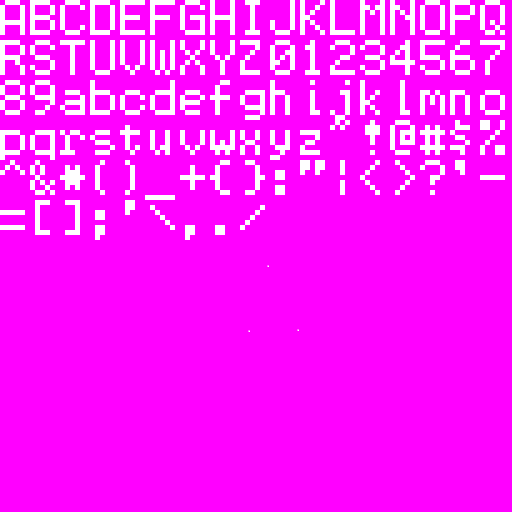 ABCDEFGHIJKLMNOPQ
RSTUVWXYZ01234567
89abcdefghijklmno
pqrstuvwxyz~!@#$%
^&*()_+{}:"|<>?'-
=[];'\,./